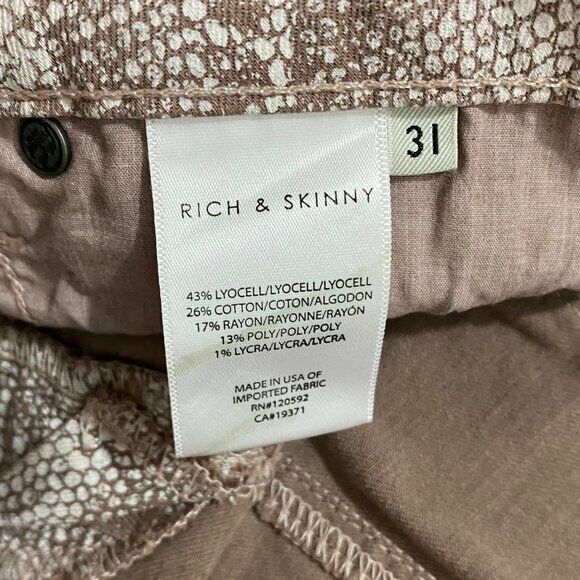 31
RICH & SKINNY
43% LYOCELL/LYOCELL/LYOCELL
26% COTTON/COTON/ALGODON
17% RAYON/RAYONNE/RAYÓN
13% POLY/POLY/POLY
1% LYCRA/LYCRA/LYCRA
MADE IN USA OF
IMPORTED FABRIC
RN#120592
CA#19371